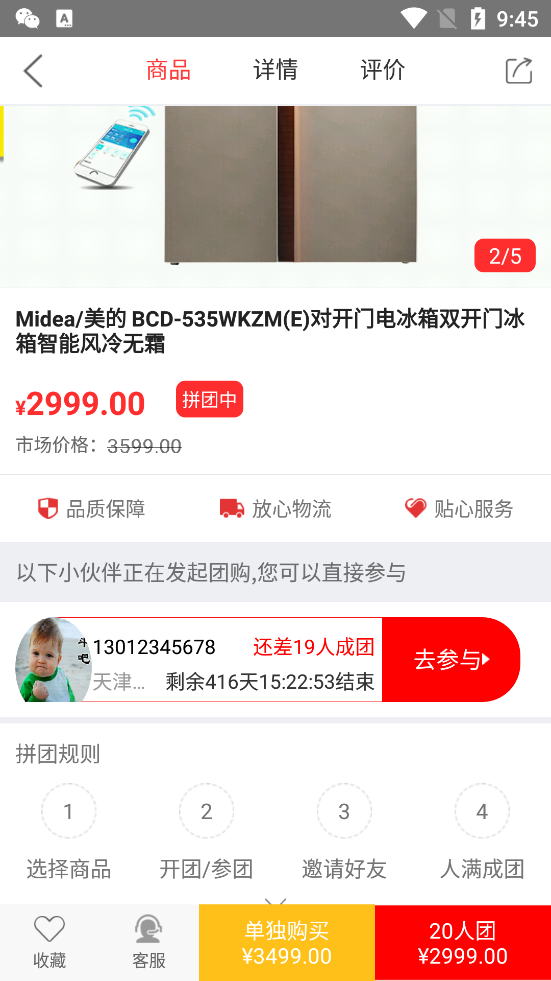 A
9:45
商品 详情 评价
2/5
Midea/美的 BCD-535WKZM(E)对开门电冰箱双开门冰
箱智能风冷无霜
¥2999.00 拼团中
市场价格: 3599.00
品质保障 放心物流 贴心服务
以下小伙伴正在发起团购,您可以直接参与
斗吧
13012345678 还差19人成团
天津... 剩余416天15:22:53结束
去参与
拼团规则
1 2 3 4
选择商品 开团/参团 邀请好友 人满成团
收藏 客服
单独购买 20人团
¥3499.00 ¥2999.00